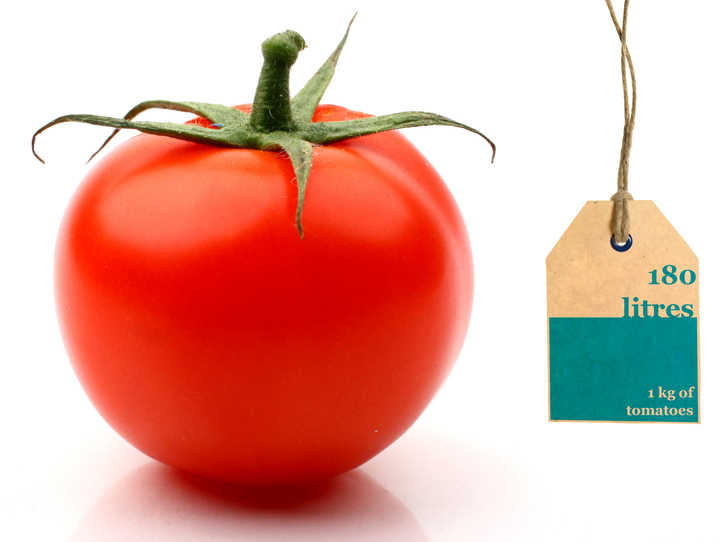 180
litres
1 kg of
tomatoes